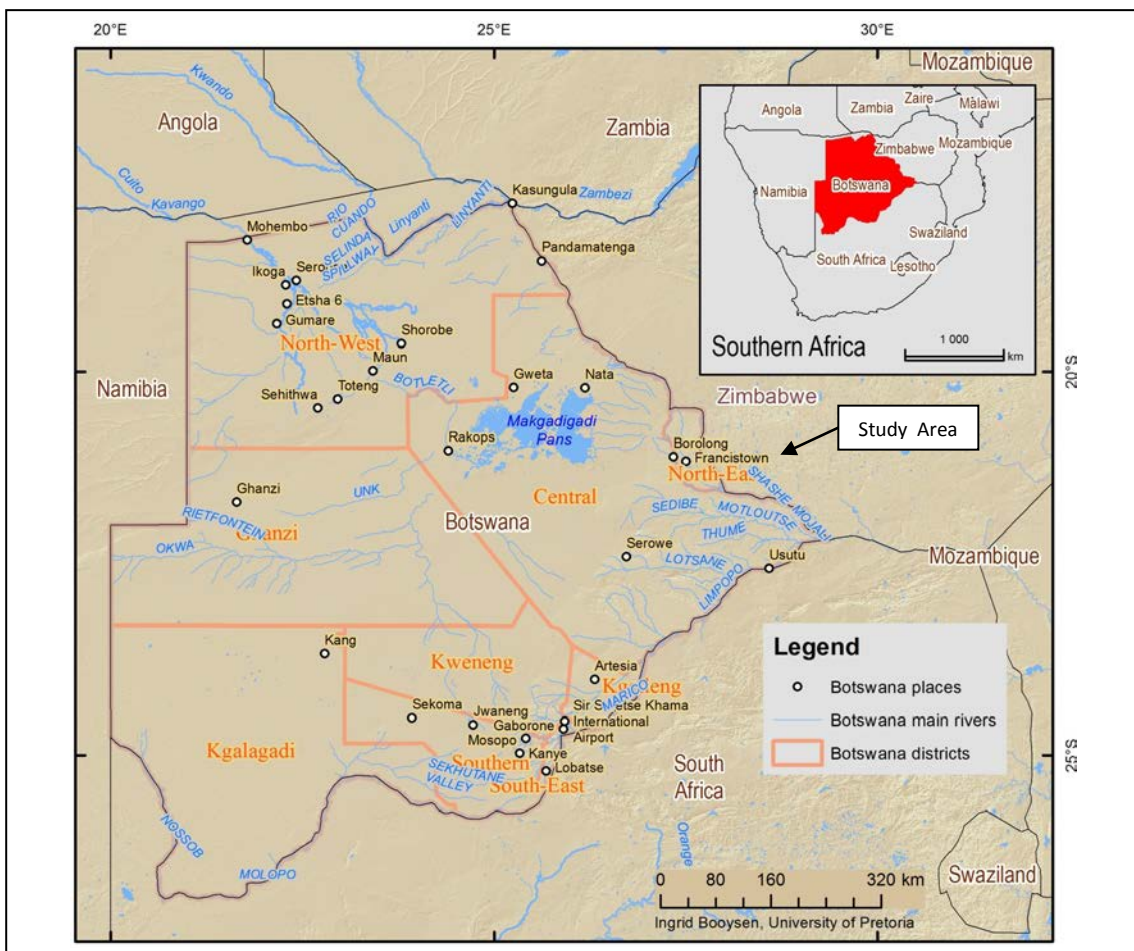 20°E
25°E
30°E
Mozambique
Kwando
Angola
Zambia
Angola
Zambia
Zaire
Malawi
Zimbabwe
Mozambique
Namibia
Botswana
Swaziland
South Africa
Lesotho
Southern Africa
1 000
km
Cuito
Kavango
Kasungula
Zambezi
Mohembo
RIO
CUANDO
Linyanti
LINYANTI
SELINDA
SPILLWAY
Pandamatenga
Ikoga
Etsha 6
Gumare
Shorobe
North-West
Maun
20°S
Namibia
Toteng
BOTLETLI
Gweta
Nata
Zimbabwe
Sehithwa
Makgadigadi
Pans
Study Area
Rakops
Borolong
Francistown
SHASHE
MOJALI
Ghanzi
UNK
Central
SEDIBE
MOTLOUTSE
RIETFONTEIN
Botswana
THUME
OKWA
Serowe
LOTSANE
Usutu
Mozambique
LIMPOPO
Kang
Legend
Kweneng
Artesia
Botswana places
Sekoma
Jwaneng
MARICO
Sir Seretse Khama
Gaborone
International
Botswana main rivers
Mosopo
Airport
Kgalagadi
Kanye
Botswana districts
Southern
Lobatse
25°S
SEKHUTANE
VALLEY
South-East
South
Africa
NOSSOB
Orange
MOLOPO
Swaziland
0 80 160 320 km
Ingrid Booysen, University of Pretoria